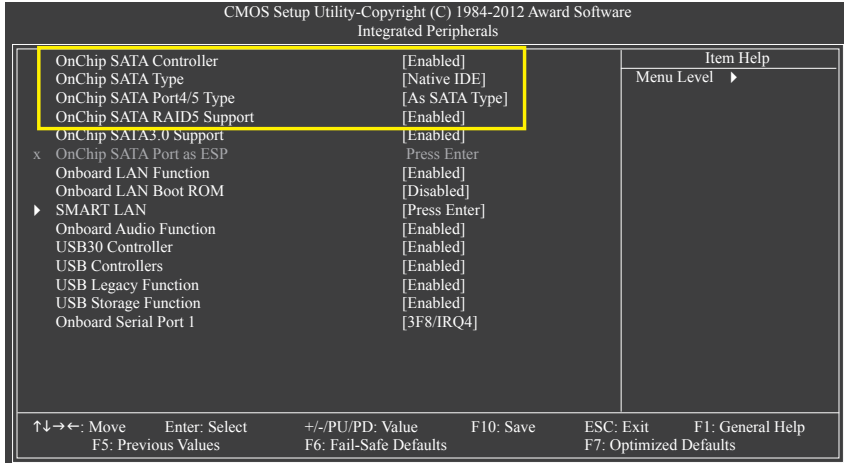 CMOS Setup Utility-Copyright (C) 1984-2012 Award Software
Integrated Peripherals
OnChip SATA Controller [Enabled]
OnChip SATA Type [Native IDE]
OnChip SATA Port4/5 Type [As SATA Type]
OnChip SATA RAID5 Support [Enabled]
OnChip SATA3.0 Support [Enabled]
x OnChip SATA Port as ESP Press Enter
Onboard LAN Function [Enabled]
Onboard LAN Boot ROM [Disabled]
SMART LAN [Press Enter]
Onboard Audio Function [Enabled]
USB30 Controller [Enabled]
USB Controllers [Enabled]
USB Legacy Function [Enabled]
USB Storage Function [Enabled]
Onboard Serial Port 1 [3F8/IRQ4]
Item Help
Menu Level
↑↓→←: Move Enter: Select +/-/PU/PD: Value F10: Save ESC: Exit F1: General Help
F5: Previous Values F6: Fail-Safe Defaults F7: Optimized Defaults